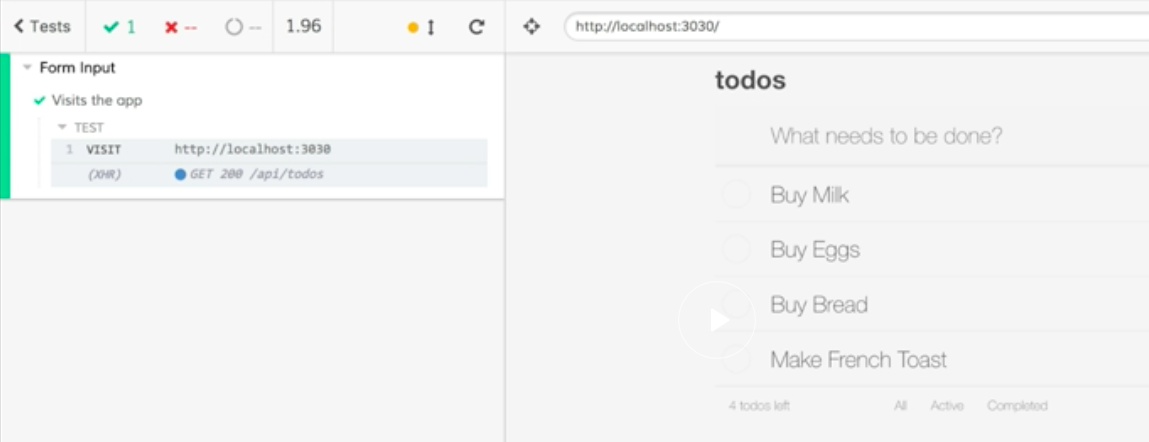 Tests 1 -- -- 1.96
http://localhost:3030/
Form Input
Visits the app
TEST
1 VISIT http://localhost:3030
(XHR) GET 200 /api/todos
todos
What needs to be done?
Buy Milk
Buy Eggs
Buy Bread
Make French Toast
4 todos left All Active Completed